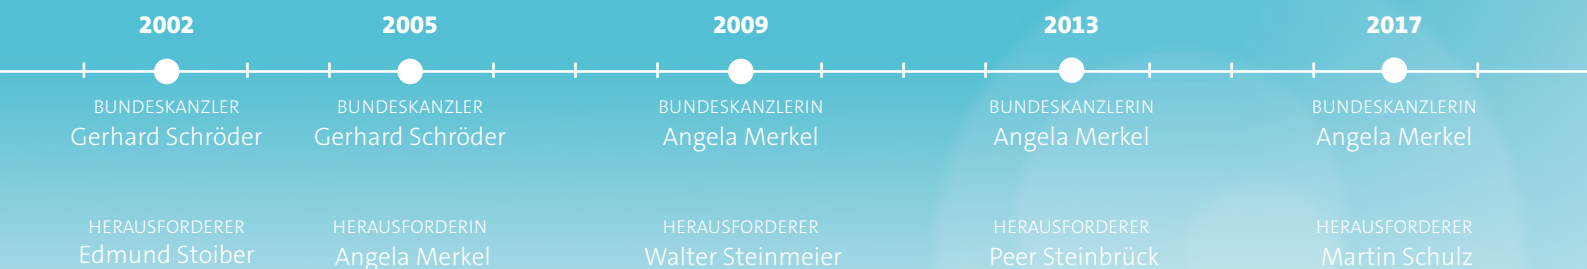 2002 2005 2009 2013 2017
BUNDESKANZLER BUNDESKANZLER BUNDESKANZLERIN BUNDESKANZLERIN BUNDESKANZLERIN
Gerhard Schröder Gerhard Schröder Angela Merkel Angela Merkel Angela Merkel
HERAUSFORDERER HERAUSFORDERIN HERAUSFORDERER HERAUSFORDERER HERAUSFORDERER
Edmund Stoiber Angela Merkel Walter Steinmeier Peer Steinbrück Martin Schulz